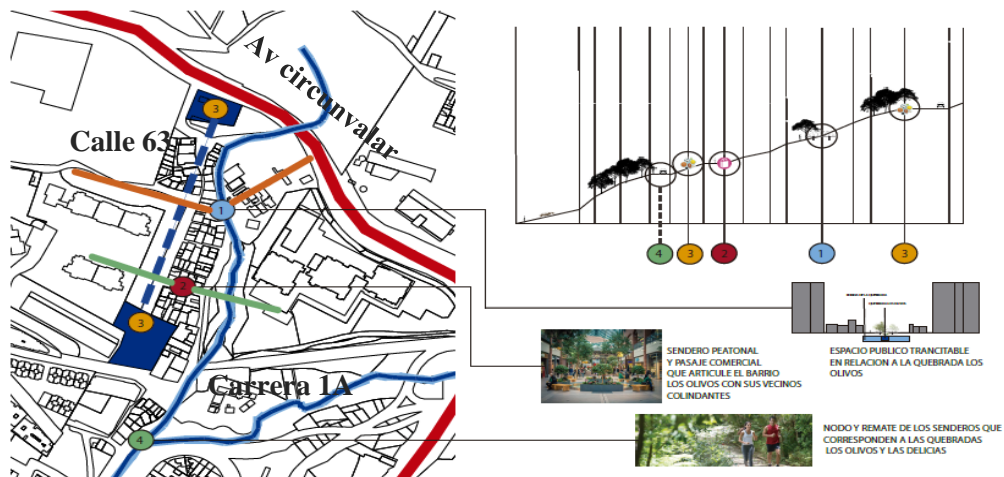 Av circunvalar
Calle 63
3
1
2
3
Carrera 1A
4
4
3
2
1
3
SENDERO PEATONAL
Y PASAJE COMERCIAL
QUE ARTICULE EL BARRIO
LOS OLIVOS CON SUS VECINOS
COLINDANTES
ESPACIO PUBLICO TRANCITABLE
EN RELACION A LA QUEBRADA LOS
OLIVOS
NODO Y REMATE DE LOS SENDEROS QUE
CORRESPONDEN A LAS QUEBRADAS
LOS OLIVOS Y LAS DELICIAS